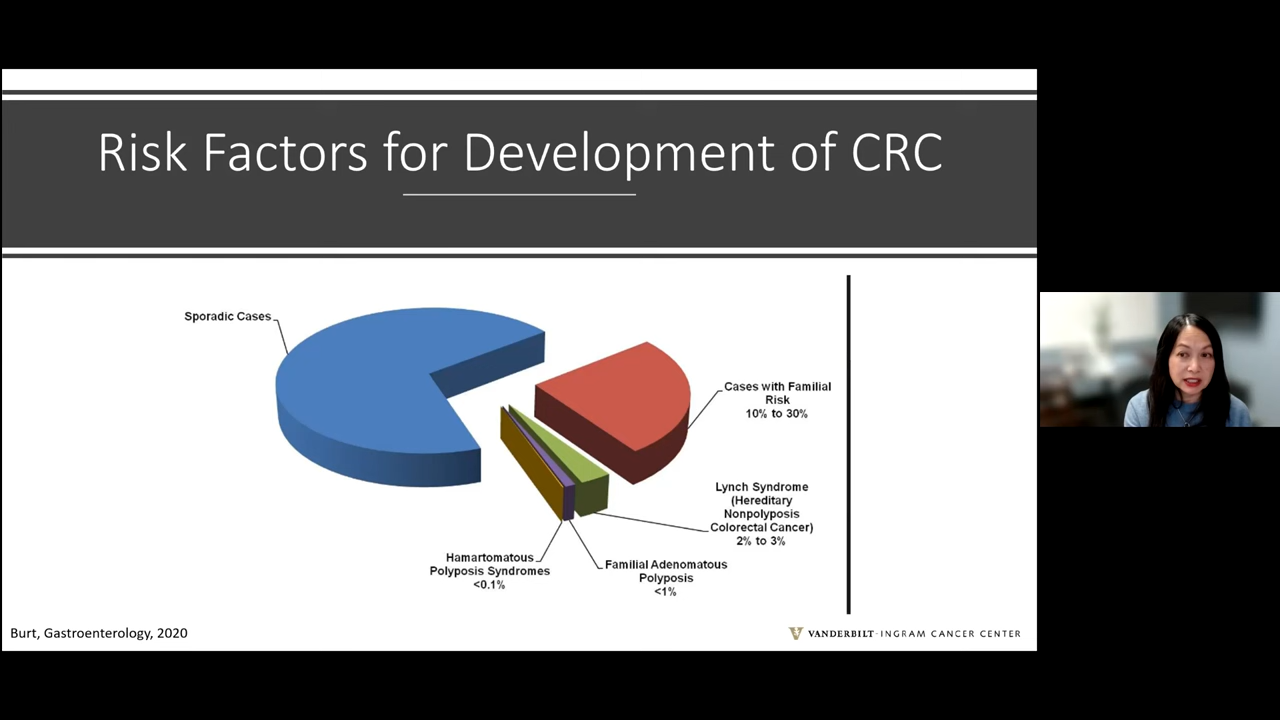 Risk Factors for Development of CRC
Sporadic Cases
Cases with Familial
Risk
10% to 30%
Lynch Syndrome
(Hereditary
Nonpolyposis
Colorectal Cancer)
2% to 3%
Hamartomatous
Polyposis Syndromes
<0.1%
Familial Adenomatous
Polyposis
<1%
Burt, Gastroenterology, 2020
VANDERBILT-INGRAM CANCER CENTER